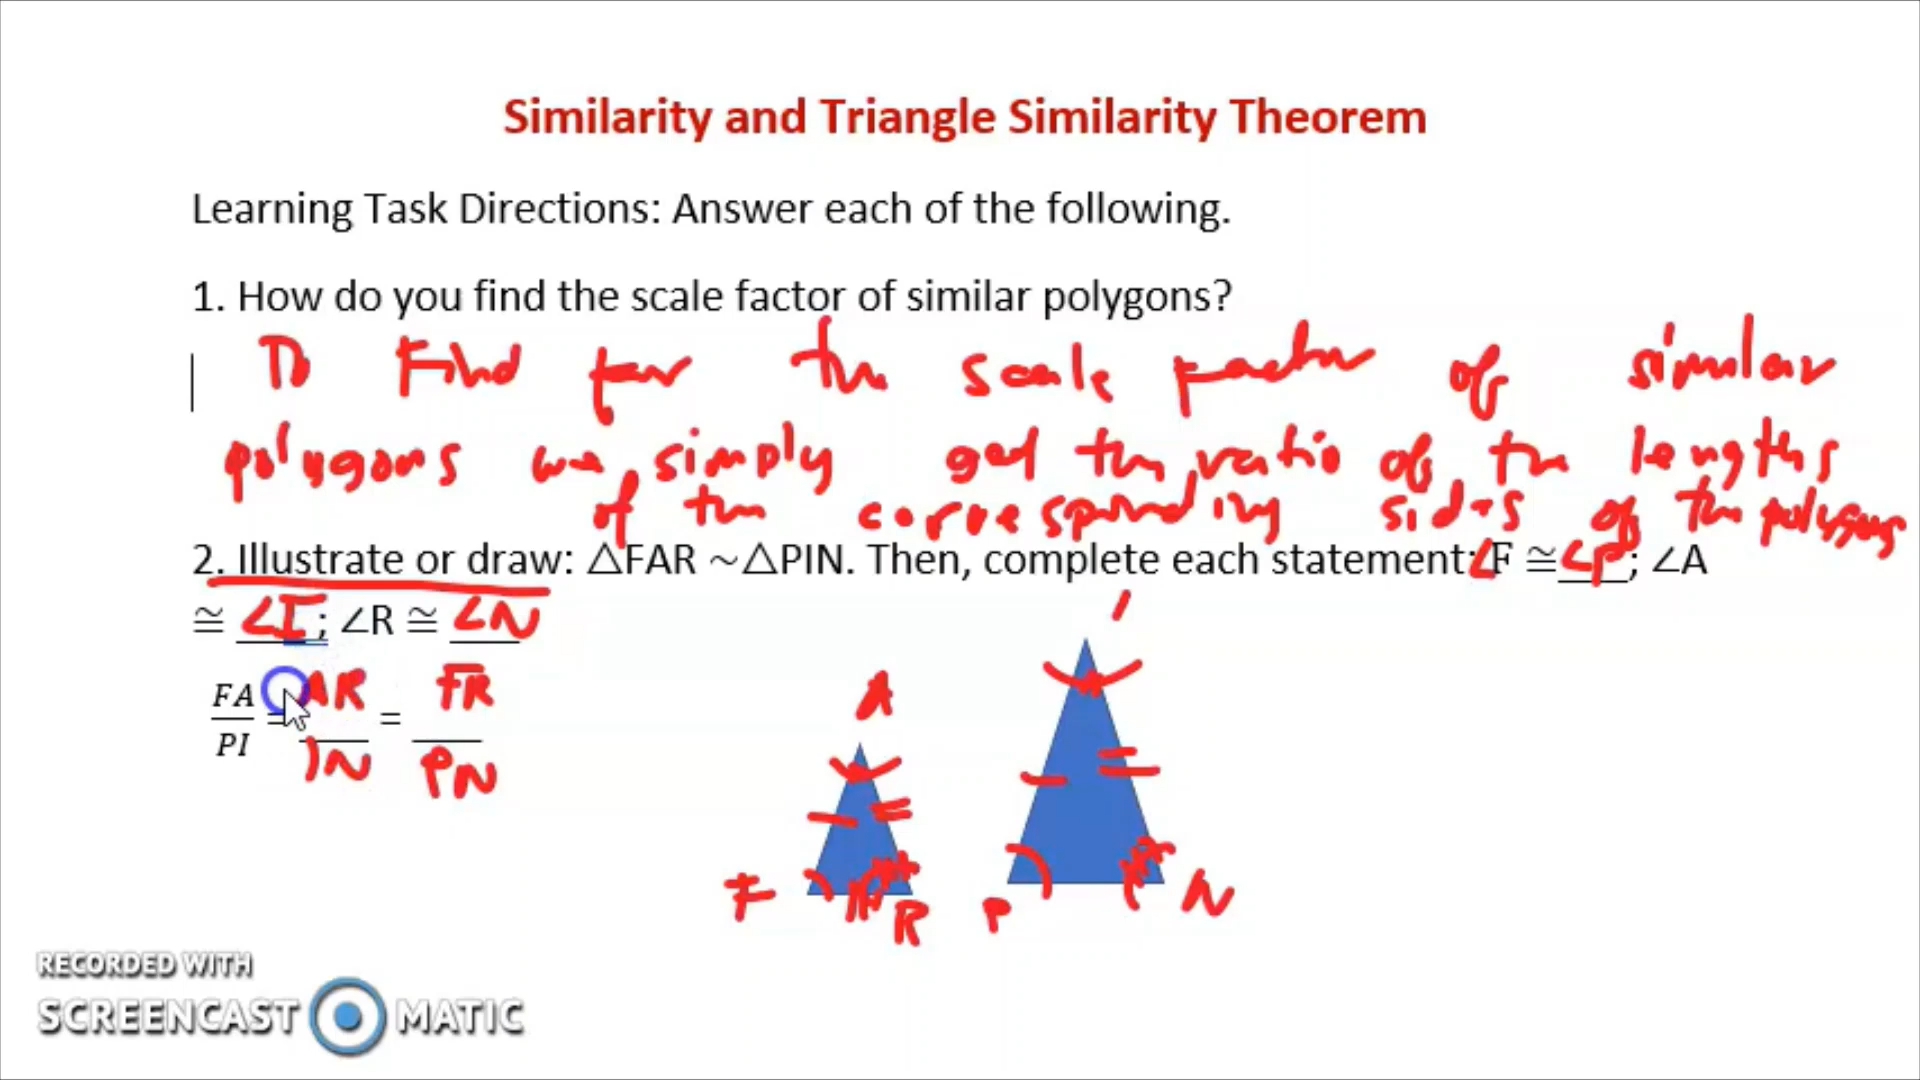 Similarity and Triangle Similarity Theorem
Learning Task Directions: Answer each of the following.
1. How do you find the scale factor of similar polygons?
To Find for the scale factor of similar
polygons we simply get the ratio of the lengths
of the corresponding sides of the polygons
2. Illustrate or draw: △FAR ~△PIN. Then, complete each statement: ∠F ≅ ∠P; ∠A
≅ ∠I; ∠R ≅ ∠N
FA/PI = AR/IN = FR/PN
A
I
F
R
P
N
RECORDED WITH
SCREENCAST MATIC